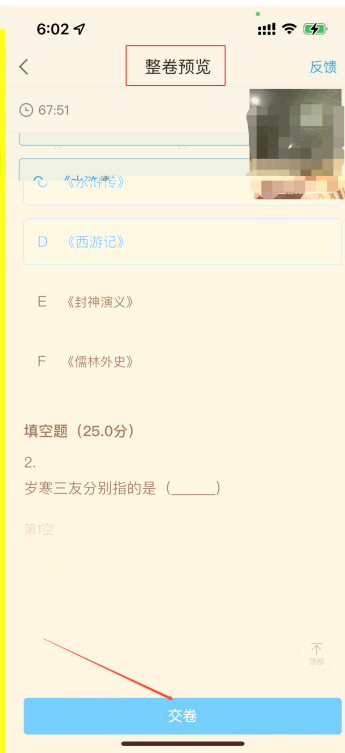 6:02
整卷预览
反馈
67:51
C 《水浒传》
D 《西游记》
E 《封神演义》
F 《儒林外史》
填空题（25.0分）
2.
岁寒三友分别指的是（______）
第1空
顶部
交卷